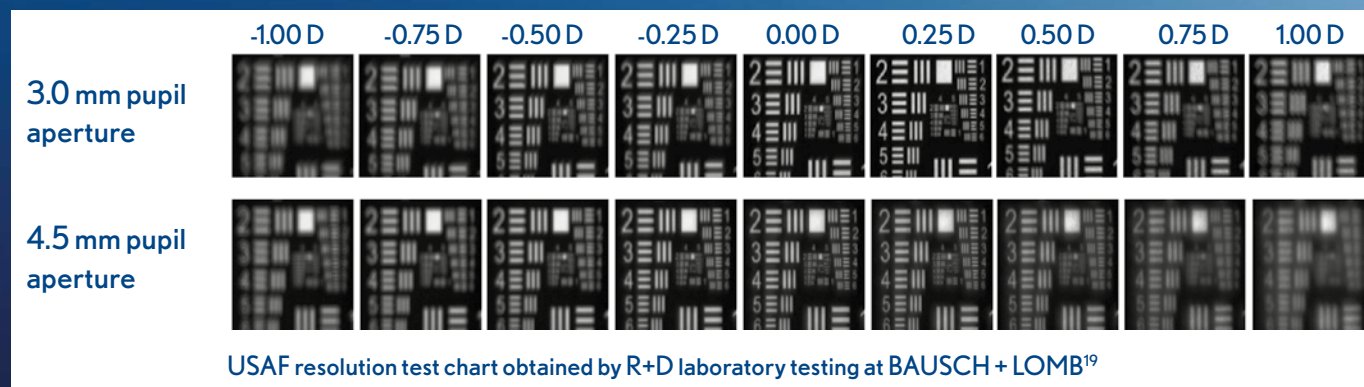 -1.00 D -0.75 D -0.50 D -0.25 D 0.00 D 0.25 D 0.50 D 0.75 D 1.00 D
3.0 mm pupil
aperture
4.5 mm pupil
aperture
USAF resolution test chart obtained by R+D laboratory testing at BAUSCH + LOMB¹⁹